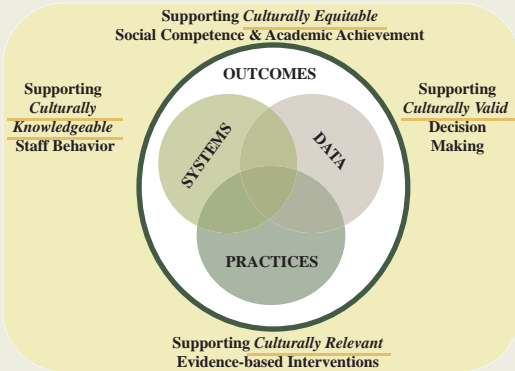 Supporting Culturally Equitable
Social Competence & Academic Achievement
OUTCOMES
Supporting
Culturally
Knowledgeable
Staff Behavior
Supporting
Culturally Valid
Decision
Making
SYSTEMS
DATA
PRACTICES
Supporting Culturally Relevant
Evidence-based Interventions